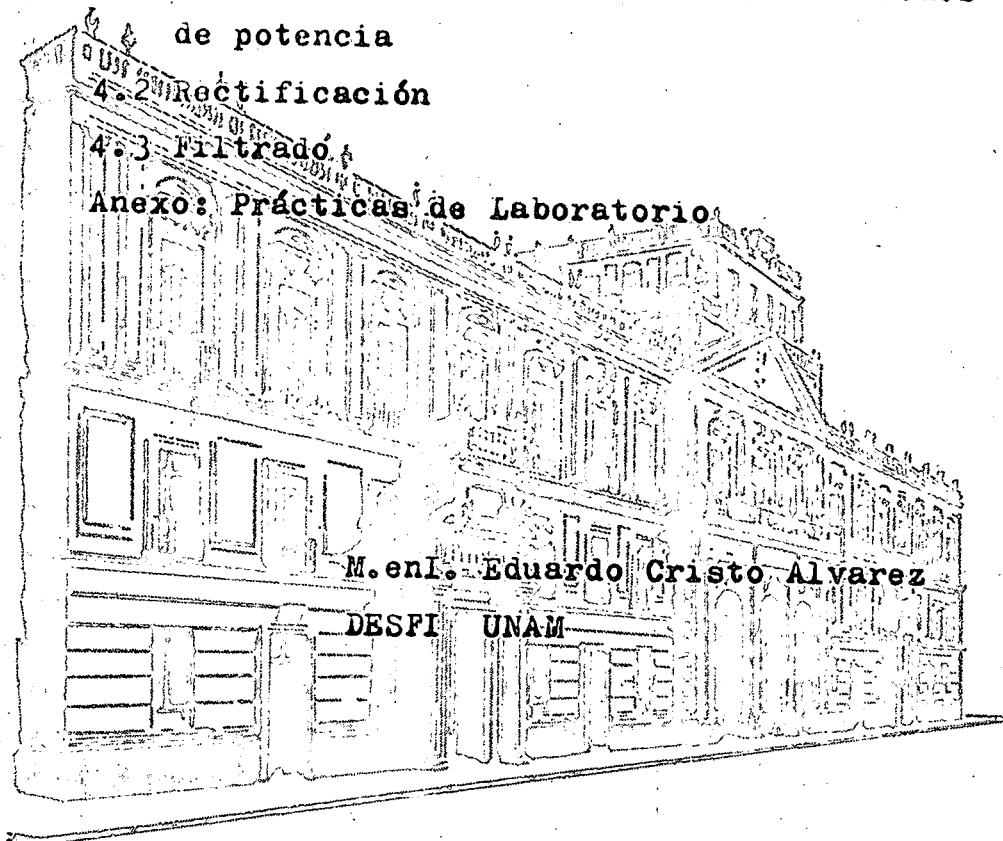 de potencia
4.2 Rectificación
4.3 Filtrado
Anexo: Prácticas de Laboratorio
M.enI. Eduardo Cristo Alvarez
DESFI UNAM